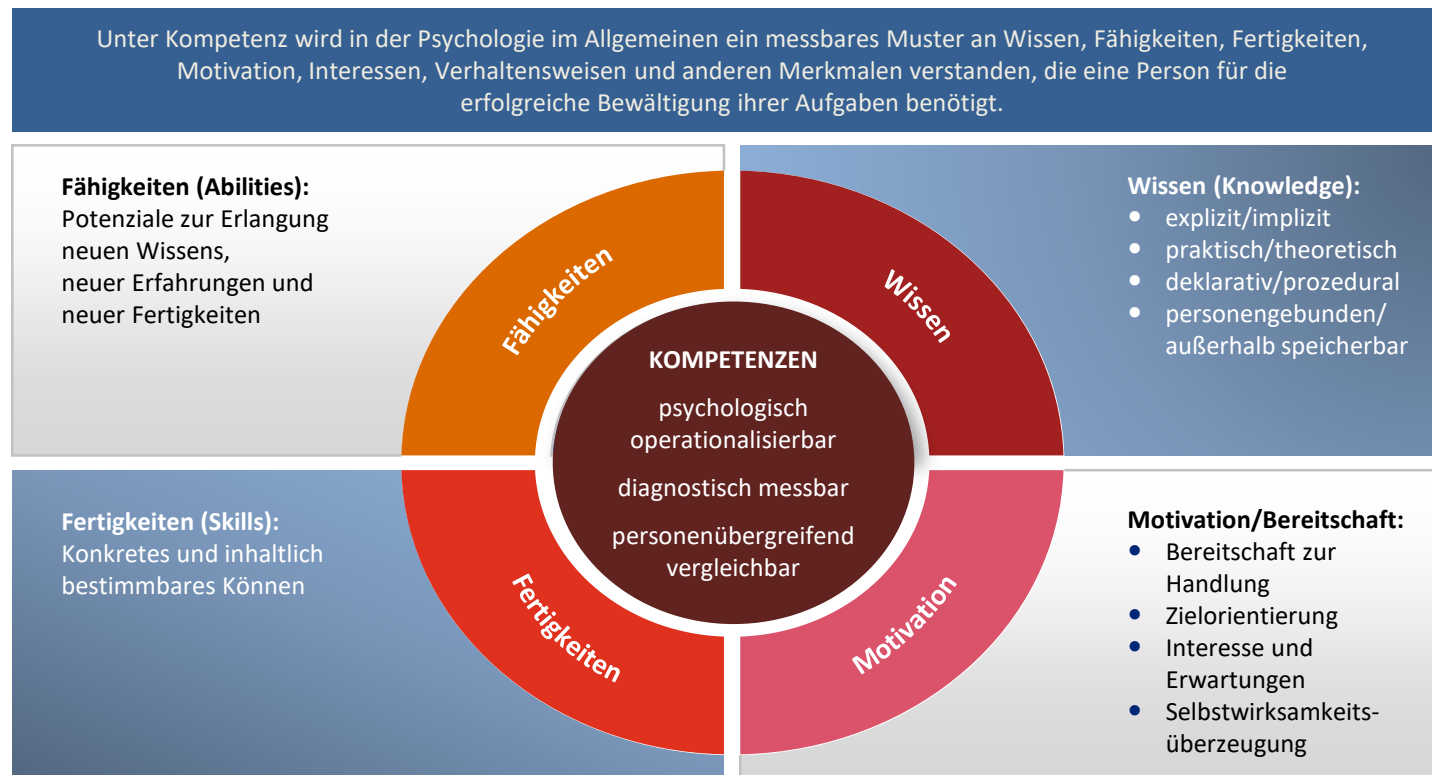 Unter Kompetenz wird in der Psychologie im Allgemeinen ein messbares Muster an Wissen, Fähigkeiten, Fertigkeiten,
Motivation, Interessen, Verhaltensweisen und anderen Merkmalen verstanden, die eine Person für die
erfolgreiche Bewältigung ihrer Aufgaben benötigt.
Fähigkeiten (Abilities):
Potenziale zur Erlangung
neuen Wissens,
neuer Erfahrungen und
neuer Fertigkeiten
Fähigkeiten
Wissen
Wissen (Knowledge):
• explizit/implizit
• praktisch/theoretisch
• deklarativ/prozedural
• personengebunden/
außerhalb speicherbar
KOMPETENZEN
psychologisch
operationalisierbar
diagnostisch messbar
personenübergreifend
vergleichbar
Fertigkeiten (Skills):
Konkretes und inhaltlich
bestimmbares Können
Fertigkeiten
Motivation
Motivation/Bereitschaft:
• Bereitschaft zur
Handlung
• Zielorientierung
• Interesse und
Erwartungen
• Selbstwirksamkeits-
überzeugung